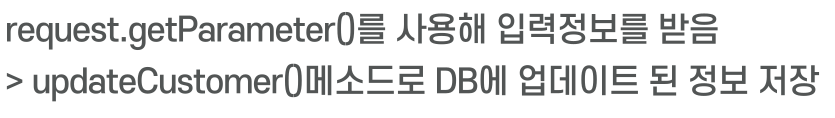 request.getParameter()를 사용해 입력정보를 받음
> updateCustomer()메소드로 DB에 업데이트 된 정보 저장